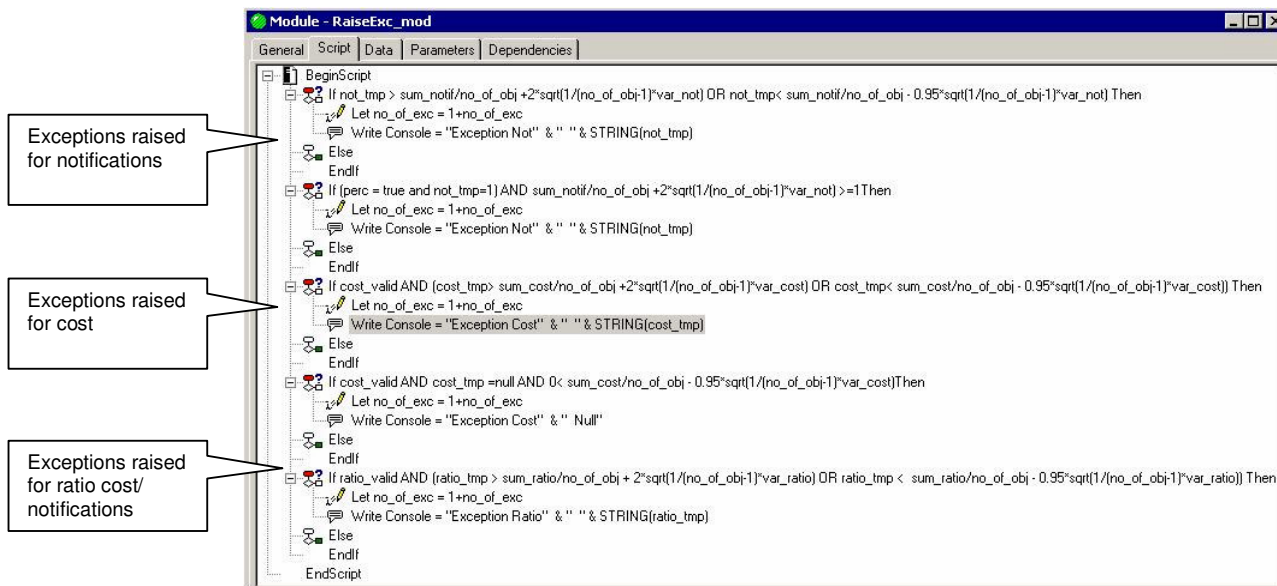 Module - RaiseExc_mod
General Script Data Parameters Dependencies
BeginScript
If not_tmp > sum_notif/no_of_obj +2*sqrt(1/(no_of_obj-1)*var_not) OR not_tmp< sum_notif/no_of_obj - 0.95*sqrt(1/(no_of_obj-1)*var_not) Then
Let no_of_exc = 1+no_of_exc
Write Console = "Exception Not" & " " & STRING(not_tmp)
Else
EndIf
Exceptions raised
for notifications
If (perc = true and not_tmp=1) AND sum_notif/no_of_obj +2*sqrt(1/(no_of_obj-1)*var_not) >=1Then
Let no_of_exc = 1+no_of_exc
Write Console = "Exception Not" & " "& STRING(not_tmp)
Else
EndIf
If cost_valid AND (cost_tmp> sum_cost/no_of_obj +2*sqrt(1/(no_of_obj-1)*var_cost) OR cost_tmp< sum_cost/no_of_obj - 0.95*sqrt(1/(no_of_obj-1)*var_cost)) Then
Let no_of_exc = 1+no_of_exc
Write Console = "Exception Cost" & " "& STRING(cost_tmp)
Else
EndIf
Exceptions raised
for cost
If cost_valid AND cost_tmp =null AND 0< sum_cost/no_of_obj - 0.95*sqrt(1/(no_of_obj-1)*var_cost)Then
Let no_of_exc = 1+no_of_exc
Write Console = "Exception Cost" & " Null"
Else
EndIf
Exceptions raised
for ratio cost/
notifications
If ratio_valid AND (ratio_tmp > sum_ratio/no_of_obj + 2*sqrt(1/(no_of_obj-1)*var_ratio) OR ratio_tmp < sum_ratio/no_of_obj - 0.95*sqrt(1/(no_of_obj-1)*var_ratio)) Then
Let no_of_exc = 1+no_of_exc
Write Console = "Exception Ratio" & " "& STRING(ratio_tmp)
Else
EndIf
EndScript